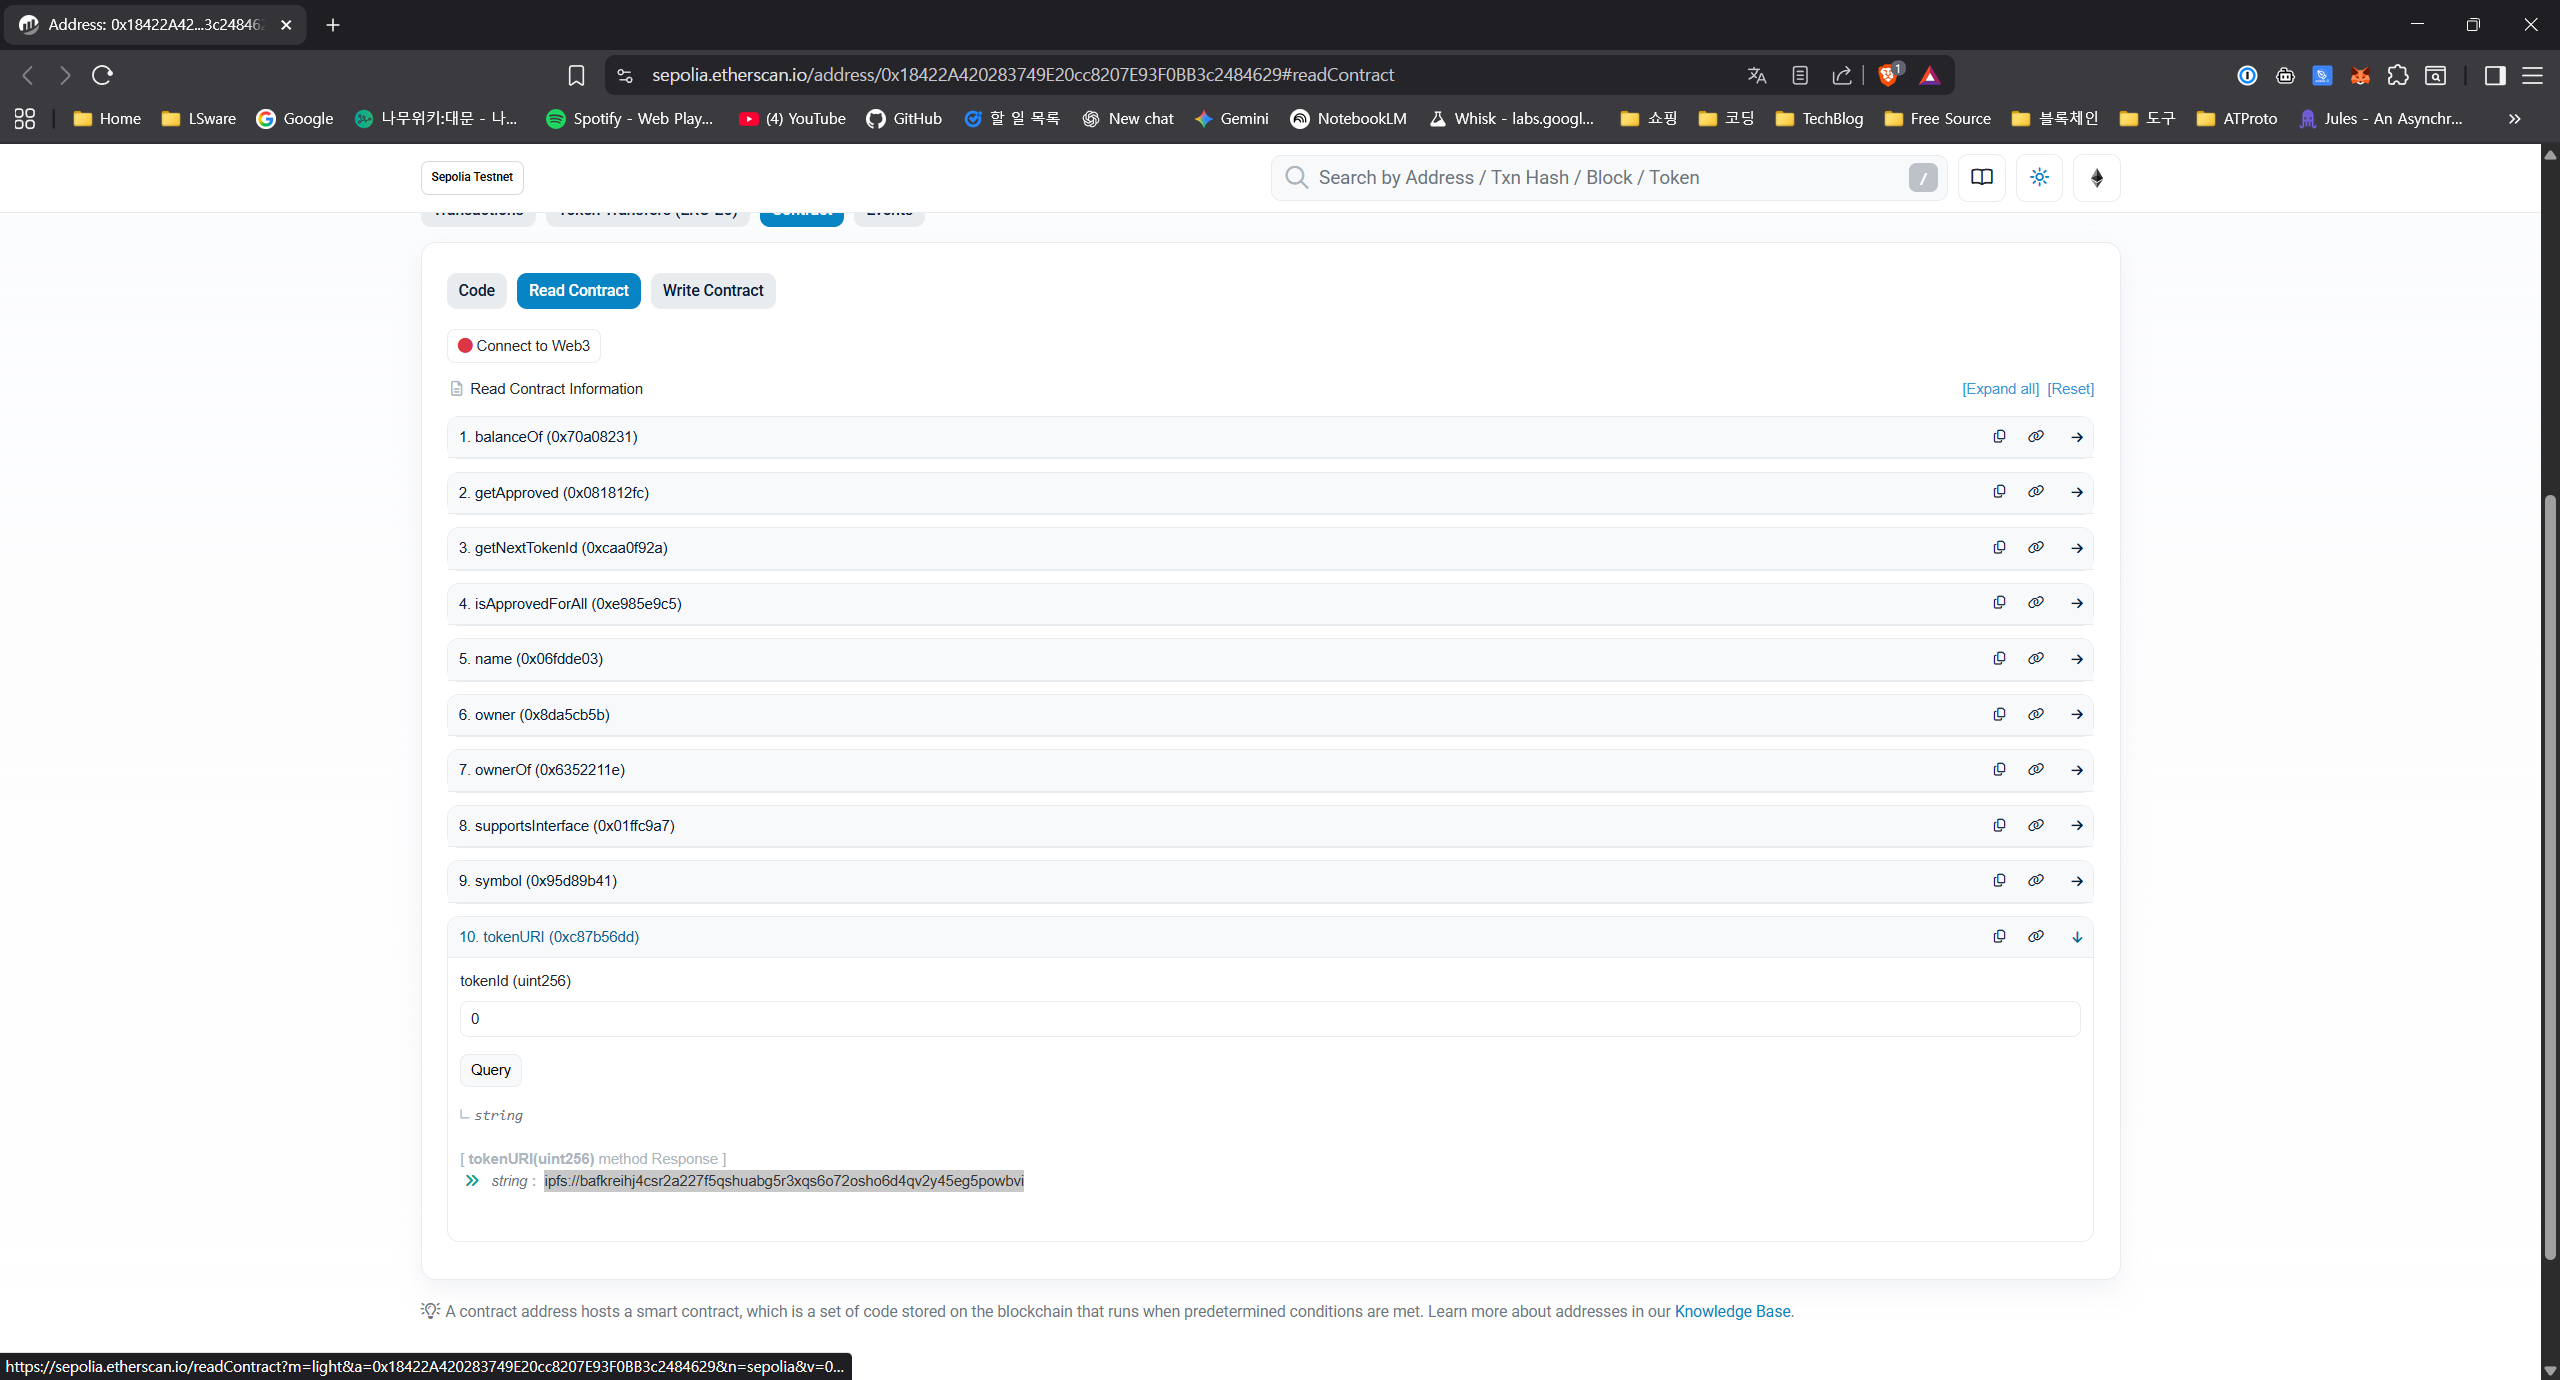 Address: 0x18422A42...3c24846
sepolia.etherscan.io/address/0x18422A420283749E20cc8207E93F0BB3c2484629#readContract
1
Home LSware Google 나무위키:대문 - 나... Spotify - Web Play... (4) YouTube GitHub 할 일 목록 New chat Gemini NotebookLM Whisk - labs.googl... 쇼핑 코딩 TechBlog Free Source 블록체인 도구 ATProto Jules - An Asynchr...
Sepolia Testnet
Search by Address / Txn Hash / Block / Token
/
Transactions Token Transfers (ERC-20) Contract Events
Code Read Contract Write Contract
Connect to Web3
Read Contract Information
[Expand all] [Reset]
1. balanceOf (0x70a08231)
2. getApproved (0x081812fc)
3. getNextTokenId (0xcaa0f92a)
4. isApprovedForAll (0xe985e9c5)
5. name (0x06fdde03)
6. owner (0x8da5cb5b)
7. ownerOf (0x6352211e)
8. supportsInterface (0x01ffc9a7)
9. symbol (0x95d89b41)
10. tokenURI (0xc87b56dd)
tokenId (uint256)
0
Query
string
[ tokenURI(uint256) method Response ]
string : ipfs://bafkreihj4csr2a227f5qshuabg5r3xqs6o72osho6d4qv2y45eg5powbvi
A contract address hosts a smart contract, which is a set of code stored on the blockchain that runs when predetermined conditions are met. Learn more about addresses in our Knowledge Base.
https://sepolia.etherscan.io/readContract?m=light&a=0x18422A420283749E20cc8207E93F0BB3c2484629&n=sepolia&v=0...